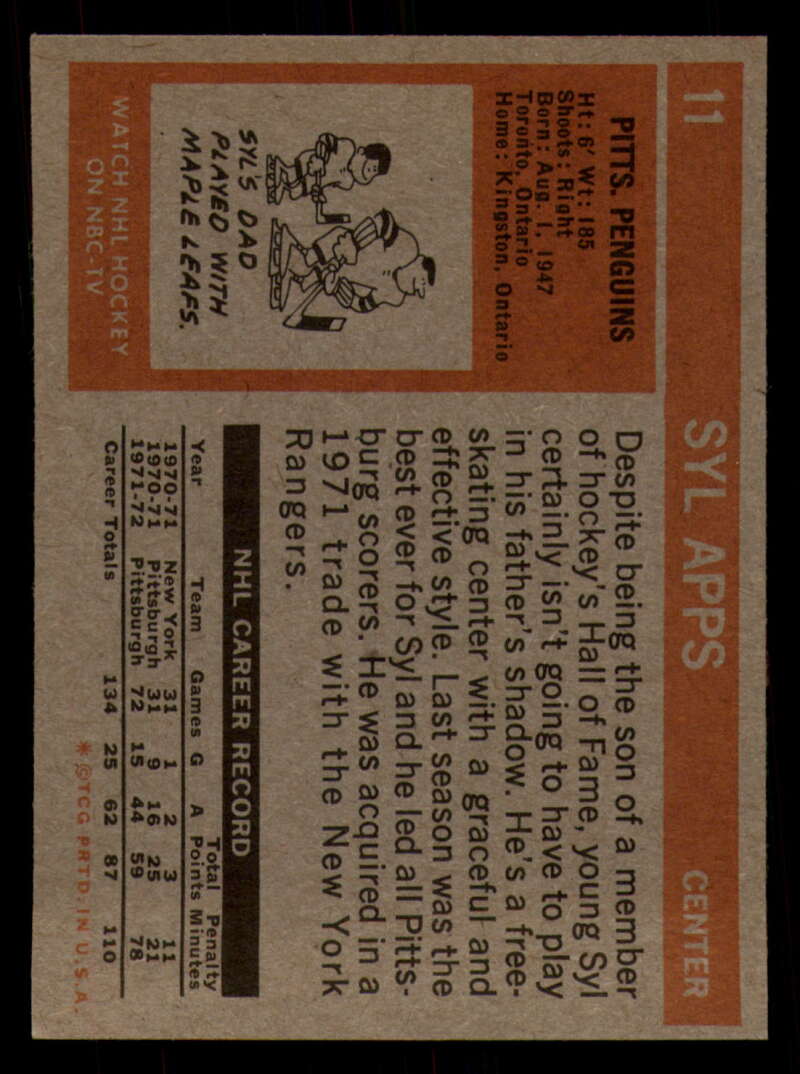 11 SYL APPS CENTER
PITTS. PENGUINS
Ht: 6' Wt: 185
Shoots: Right
Born: Aug. 1, 1947
Toronto, Ontario
Home: Kingston, Ontario
SYL'S DAD
PLAYED WITH
MAPLE LEAFS.
WATCH NHL HOCKEY
ON NBC-TV
Despite being the son of a member
of hockey's Hall of Fame, young Syl
certainly isn't going to have to play
in his father's shadow. He's a free-
skating center with a graceful and
effective style. Last season was the
best ever for Syl and he led all Pitts-
burg scorers. He was acquired in a
1971 trade with the New York
Rangers.
NHL CAREER RECORD
Total Penalty
Year Team Games G A Points Minutes
1970-71 New York 31 1 2 3 11
1970-71 Pittsburgh 31 9 16 25 21
1971-72 Pittsburgh 72 15 44 59 78
Career Totals 134 25 62 87 110
* ©TCG PRTD. IN U.S.A.